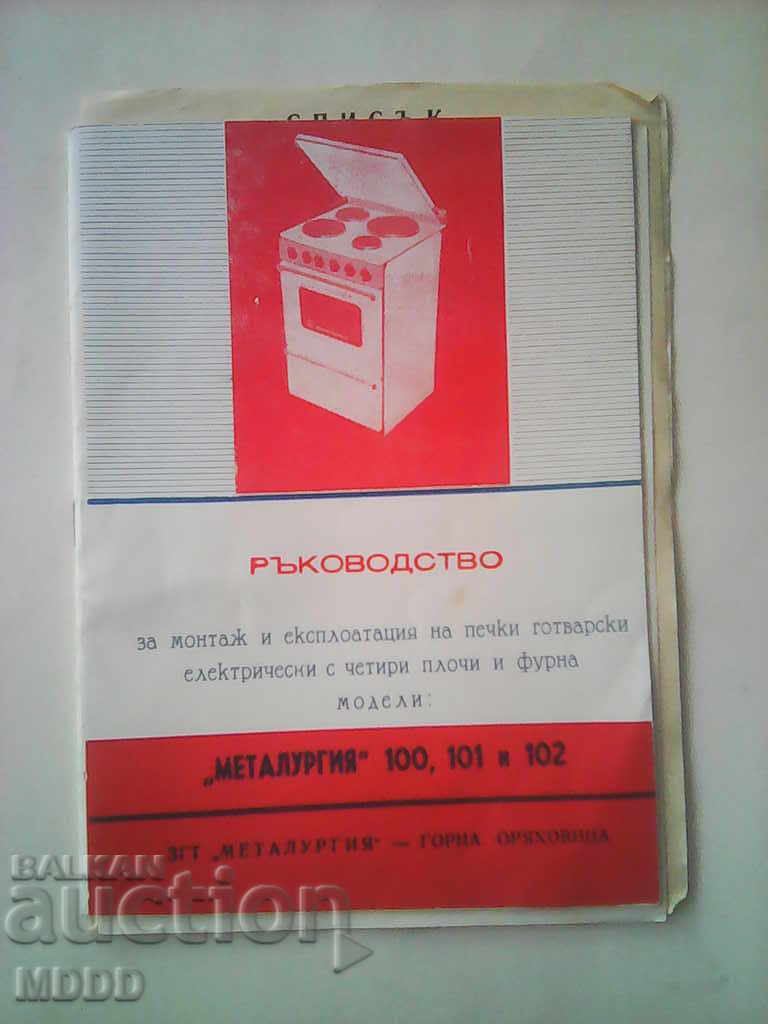 СПИСЪК
РЪКОВОДСТВО
за монтаж и експлоатация на печки готварски
електрически с четири плочи и фурна
модели:
„МЕТАЛУРГИЯ" 100, 101 и 102
ЗГТ „МЕТАЛУРГИЯ" — ГОРНА ОРЯХОВИЦА
BALKAN
auction
MDDD